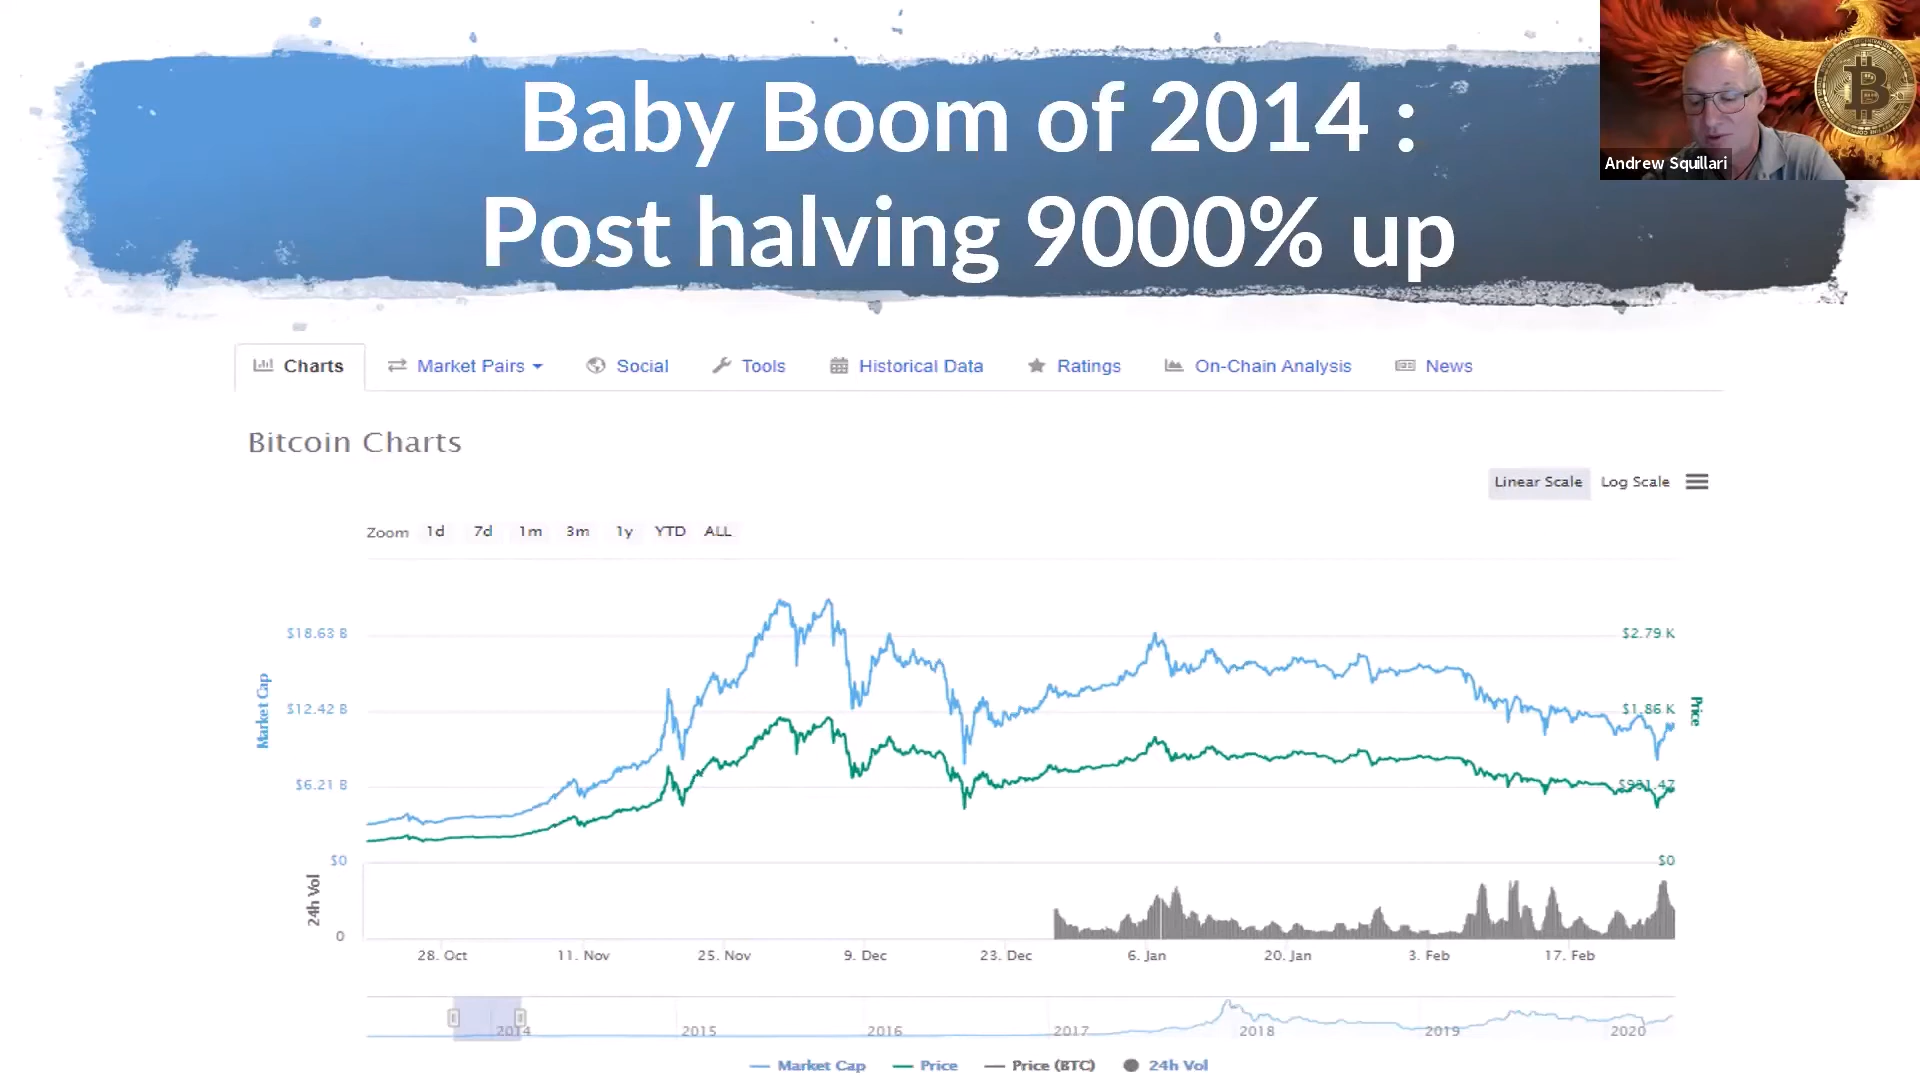 Baby Boom of 2014 :
Post halving 9000% up
Andrew Squillari
Charts Market Pairs Social Tools Historical Data Ratings On-Chain Analysis News
Bitcoin Charts
Linear Scale Log Scale
Zoom 1d 7d 1m 3m 1y YTD ALL
$18.63 B $2.79 K
Market Cap
Price
$12.42 B $1.86 K
$6.21 B $931.47
$0 $0
24h Vol
0
28. Oct 11. Nov 25. Nov 9. Dec 23. Dec 6. Jan 20. Jan 3. Feb 17. Feb
2014 2015 2016 2017 2018 2019 2020
Market Cap Price Price (BTC) 24h Vol